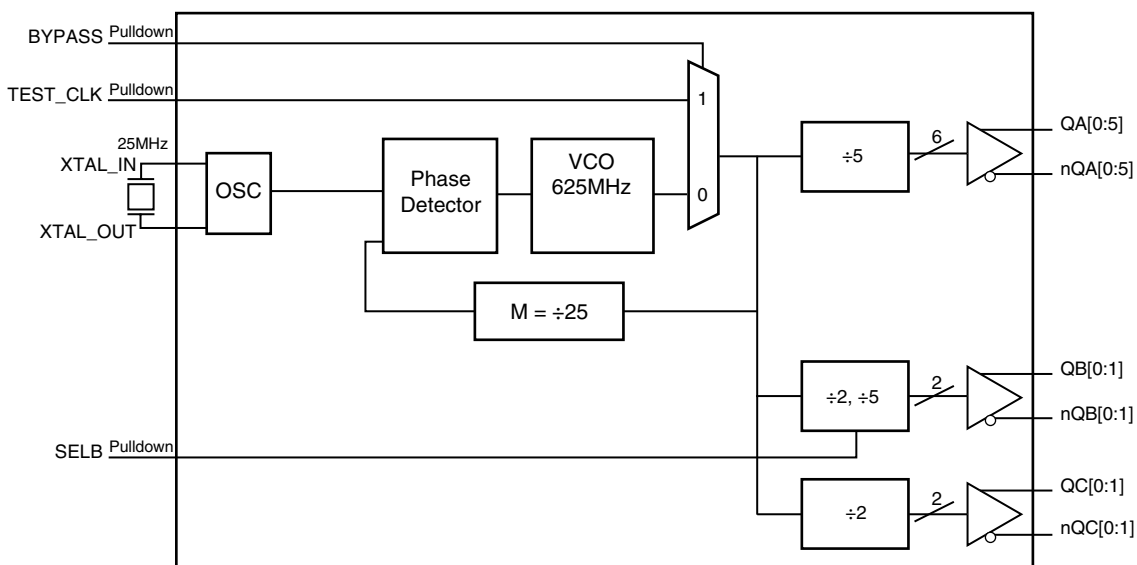 BYPASS Pulldown
TEST_CLK Pulldown
1
0
25MHz
XTAL_IN
XTAL_OUT
OSC
Phase
Detector
VCO
625MHz
M = ÷25
÷5
6
QA[0:5]
nQA[0:5]
÷2, ÷5
2
QB[0:1]
nQB[0:1]
SELB Pulldown
÷2
2
QC[0:1]
nQC[0:1]